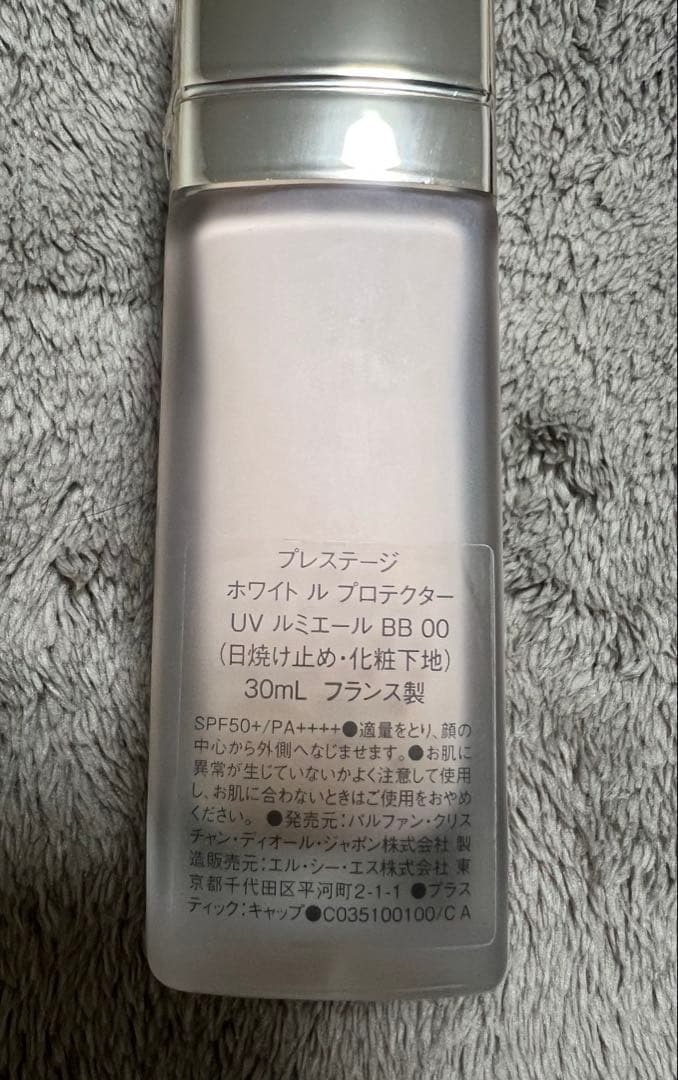 プレステージ
ホワイト ル プロテクター
UV ルミエール BB 00
(日焼け止め・化粧下地)
30mL フランス製
SPF50+/PA++++●適量をとり、顔の
中心から外側へなじませます。●お肌に
異常が生じていないかよく注意して使用
し、お肌に合わないときはご使用をおやめ
ください。 ●発売元:パルファン・クリス
チャン・ディオール・ジャポン株式会社 製
造販売元:エル・シー・エス株式会社 東
京都千代田区平河町2-1-1 ●プラス
ティック:キャップ●C035100100/C A